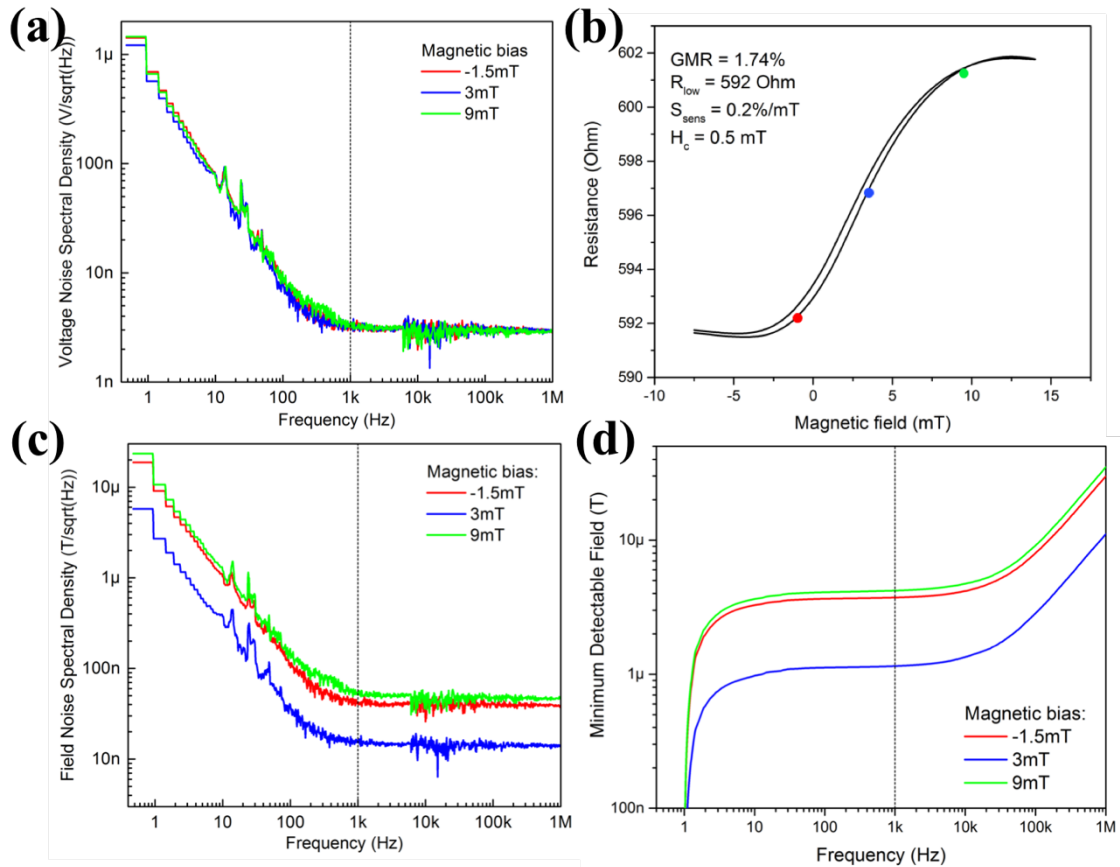 (a)
Voltage Noise Spectral Density (V/sqrt(Hz))
1µ
100n
10n
1n
Magnetic bias
-1.5mT
3mT
9mT
1
10
100
1k
10k
100k
1M
Frequency (Hz)
(b)
Resistance (Ohm)
602
600
598
596
594
592
590
GMR = 1.74%
R_low = 592 Ohm
S_sens = 0.2%/mT
H_c = 0.5 mT
-10
-5
0
5
10
15
Magnetic field (mT)
(c)
Field Noise Spectral Density (T/sqrt(Hz))
10µ
1µ
100n
10n
Magnetic bias:
-1.5mT
3mT
9mT
1
10
100
1k
10k
100k
1M
Frequency (Hz)
(d)
Minimum Detectable Field (T)
10µ
1µ
100n
Magnetic bias:
-1.5mT
3mT
9mT
1
10
100
1k
10k
100k
1M
Frequency (Hz)